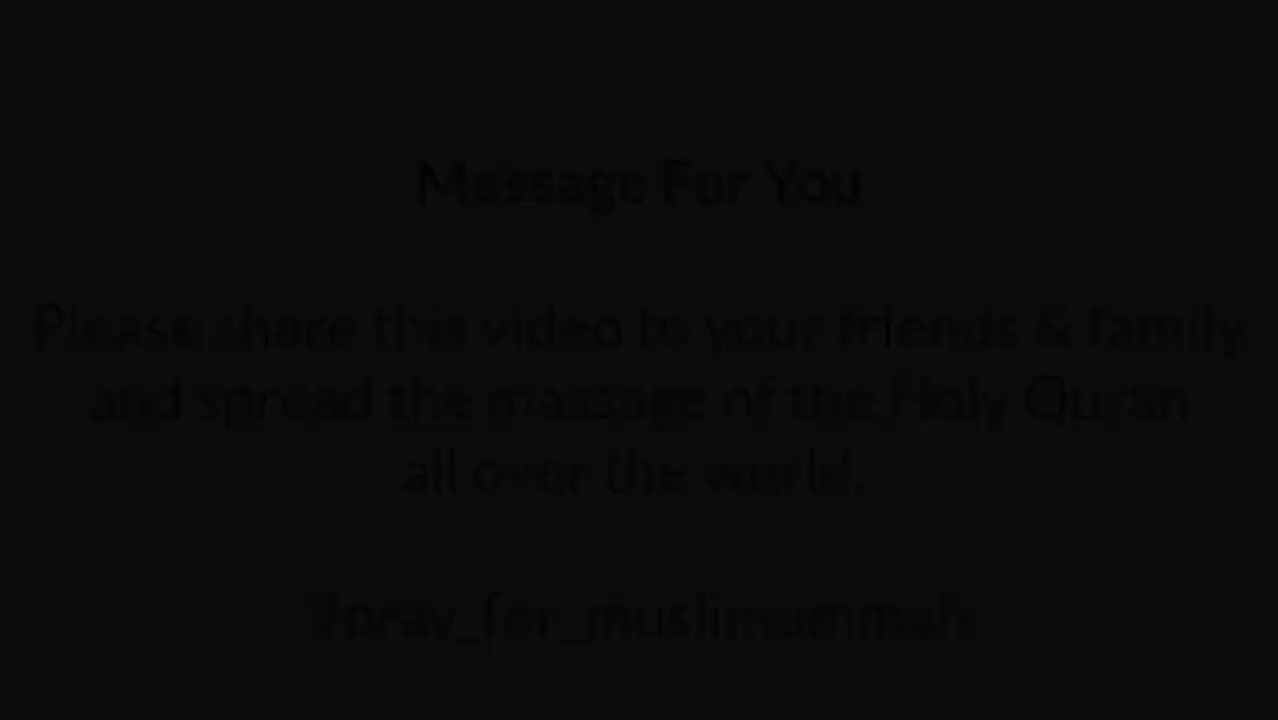 Massage For You
Please share this video to your friends & family
and spread the massage of the Holy Quran
all over the world.
#pray_for_muslimummah